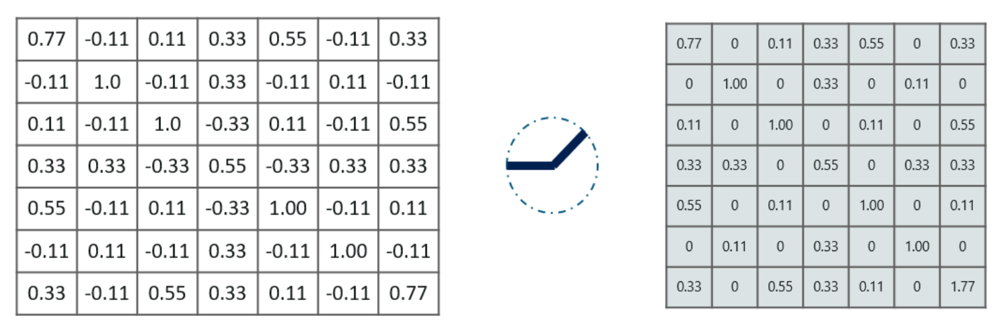 0.77 -0.11 0.11 0.33 0.55 -0.11 0.33
-0.11 1.0 -0.11 0.33 -0.11 0.11 -0.11
0.11 -0.11 1.0 -0.33 0.11 -0.11 0.55
0.33 0.33 -0.33 0.55 -0.33 0.33 0.33
0.55 -0.11 0.11 -0.33 1.00 -0.11 0.11
-0.11 0.11 -0.11 0.33 -0.11 1.00 -0.11
0.33 -0.11 0.55 0.33 0.11 -0.11 0.77
0.77 0 0.11 0.33 0.55 0 0.33
0 1.00 0 0.33 0 0.11 0
0.11 0 1.00 0 0.11 0 0.55
0.33 0.33 0 0.55 0 0.33 0.33
0.55 0 0.11 0 1.00 0 0.11
0 0.11 0 0.33 0 1.00 0
0.33 0 0.55 0.33 0.11 0 1.77